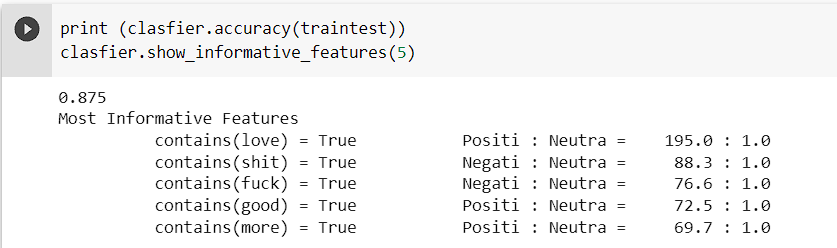 print (clasfier.accuracy(traintest))
clasfier.show_informative_features(5)
0.875
Most Informative Features
contains(love) = True Positi : Neutra = 195.0 : 1.0
contains(shit) = True Negati : Neutra = 88.3 : 1.0
contains(fuck) = True Negati : Neutra = 76.6 : 1.0
contains(good) = True Positi : Neutra = 72.5 : 1.0
contains(more) = True Positi : Neutra = 69.7 : 1.0